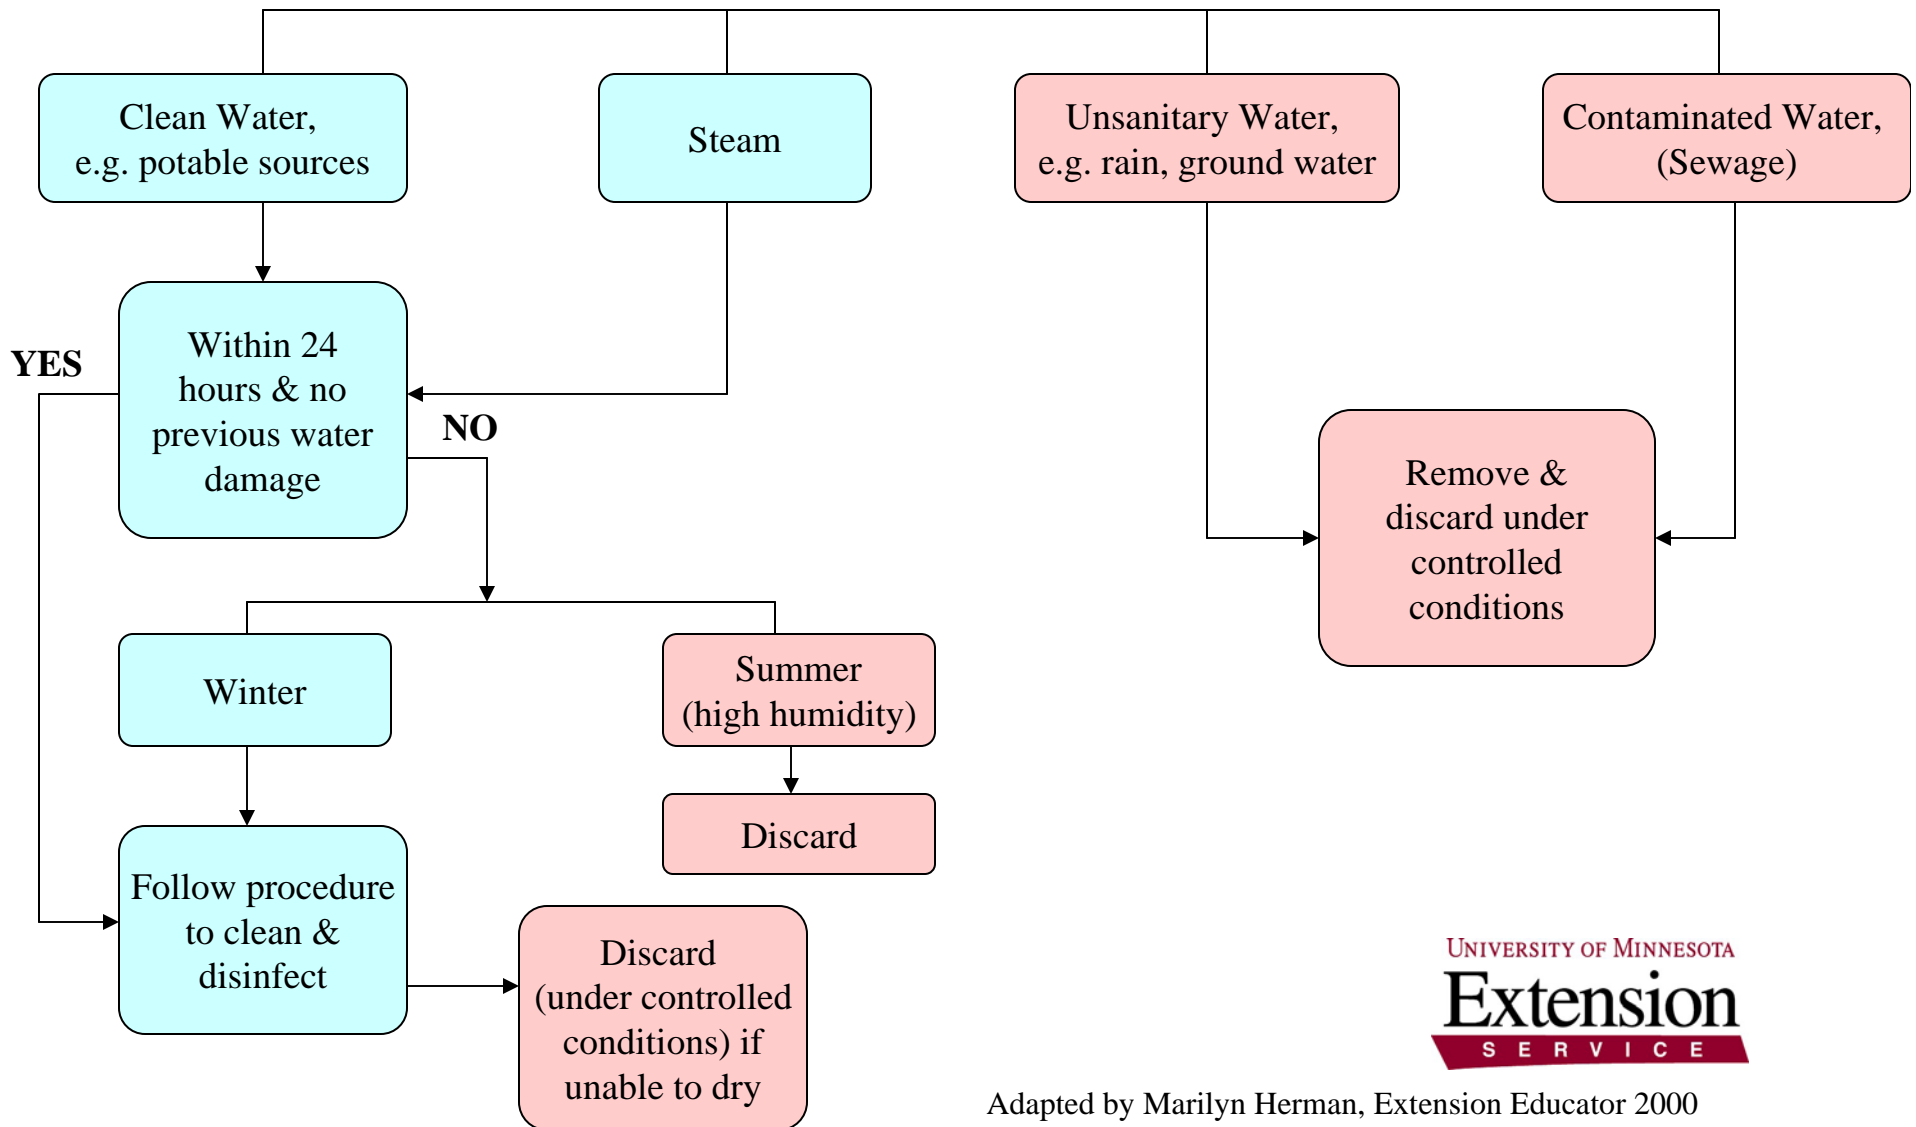 Clean Water,
e.g. potable sources
Steam
Unsanitary Water,
e.g. rain, ground water
Contaminated Water,
(Sewage)
Within 24
hours & no
previous water
damage
YES
NO
Remove &
discard under
controlled
conditions
Winter
Summer
(high humidity)
Discard
Follow procedure
to clean &
disinfect
Discard
(under controlled
conditions) if
unable to dry
UNIVERSITY OF MINNESOTA
Extension
SERVICE
Adapted by Marilyn Herman, Extension Educator 2000